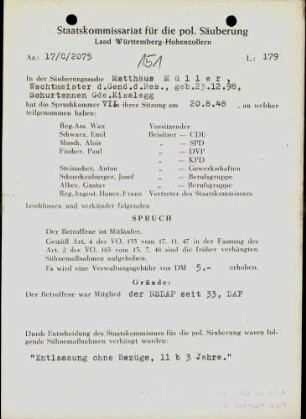 Staatskommissariat für die pol. Säuberung
Land Württemberg-Hohenzollern
Az.: 17/G/2075 151 L: 179
In der Säuberungssache Matthäus Müller,
Wachtmeister d.Gend.d.Res., geb.23.12.98,
Schurtannen Gde.Kisslegg
hat die Spruchkammer VII. ihrer Sitzung am 20.8.48, an welcher
teilgenommen haben:
Reg.Ass. Wax Vorsitzender
Schwarz, Emil Beisitzer — CDU
Musch, Alois „ — SPD
Fischer, Paul „ — DVP
„ — KPD
Steinacher, Anton „ — Gewerkschaften
Schneckenburger, Josef „ — Berufsgruppe
Alber, Gustav „ — Berufsgruppe
Reg.Angest. Hauer, Franz Vertreter des Staatskommissars
beschlossen und verkündet folgenden
SPRUCH
Der Betroffene ist Mitläufer.
Gemäß Art. 4 der VO. 133 vom 17. 11. 47 in der Fassung des
Art. 2 der VO. 165 vom 13. 7. 48 sind die früher verhängten
Sühnemaßnahmen aufgehoben.
Es wird eine Verwaltungsgebühr von DM 5.— erhoben.
Gründe:
Der Betroffene war Mitglied der NSDAP seit 33, DAF
Durch Entscheidung des Staatskommissars für die pol. Säuberung waren folgende
Sühnemaßnahmen verhängt worden:
"Entlassung ohne Bezüge, 11 b 3 Jahre."